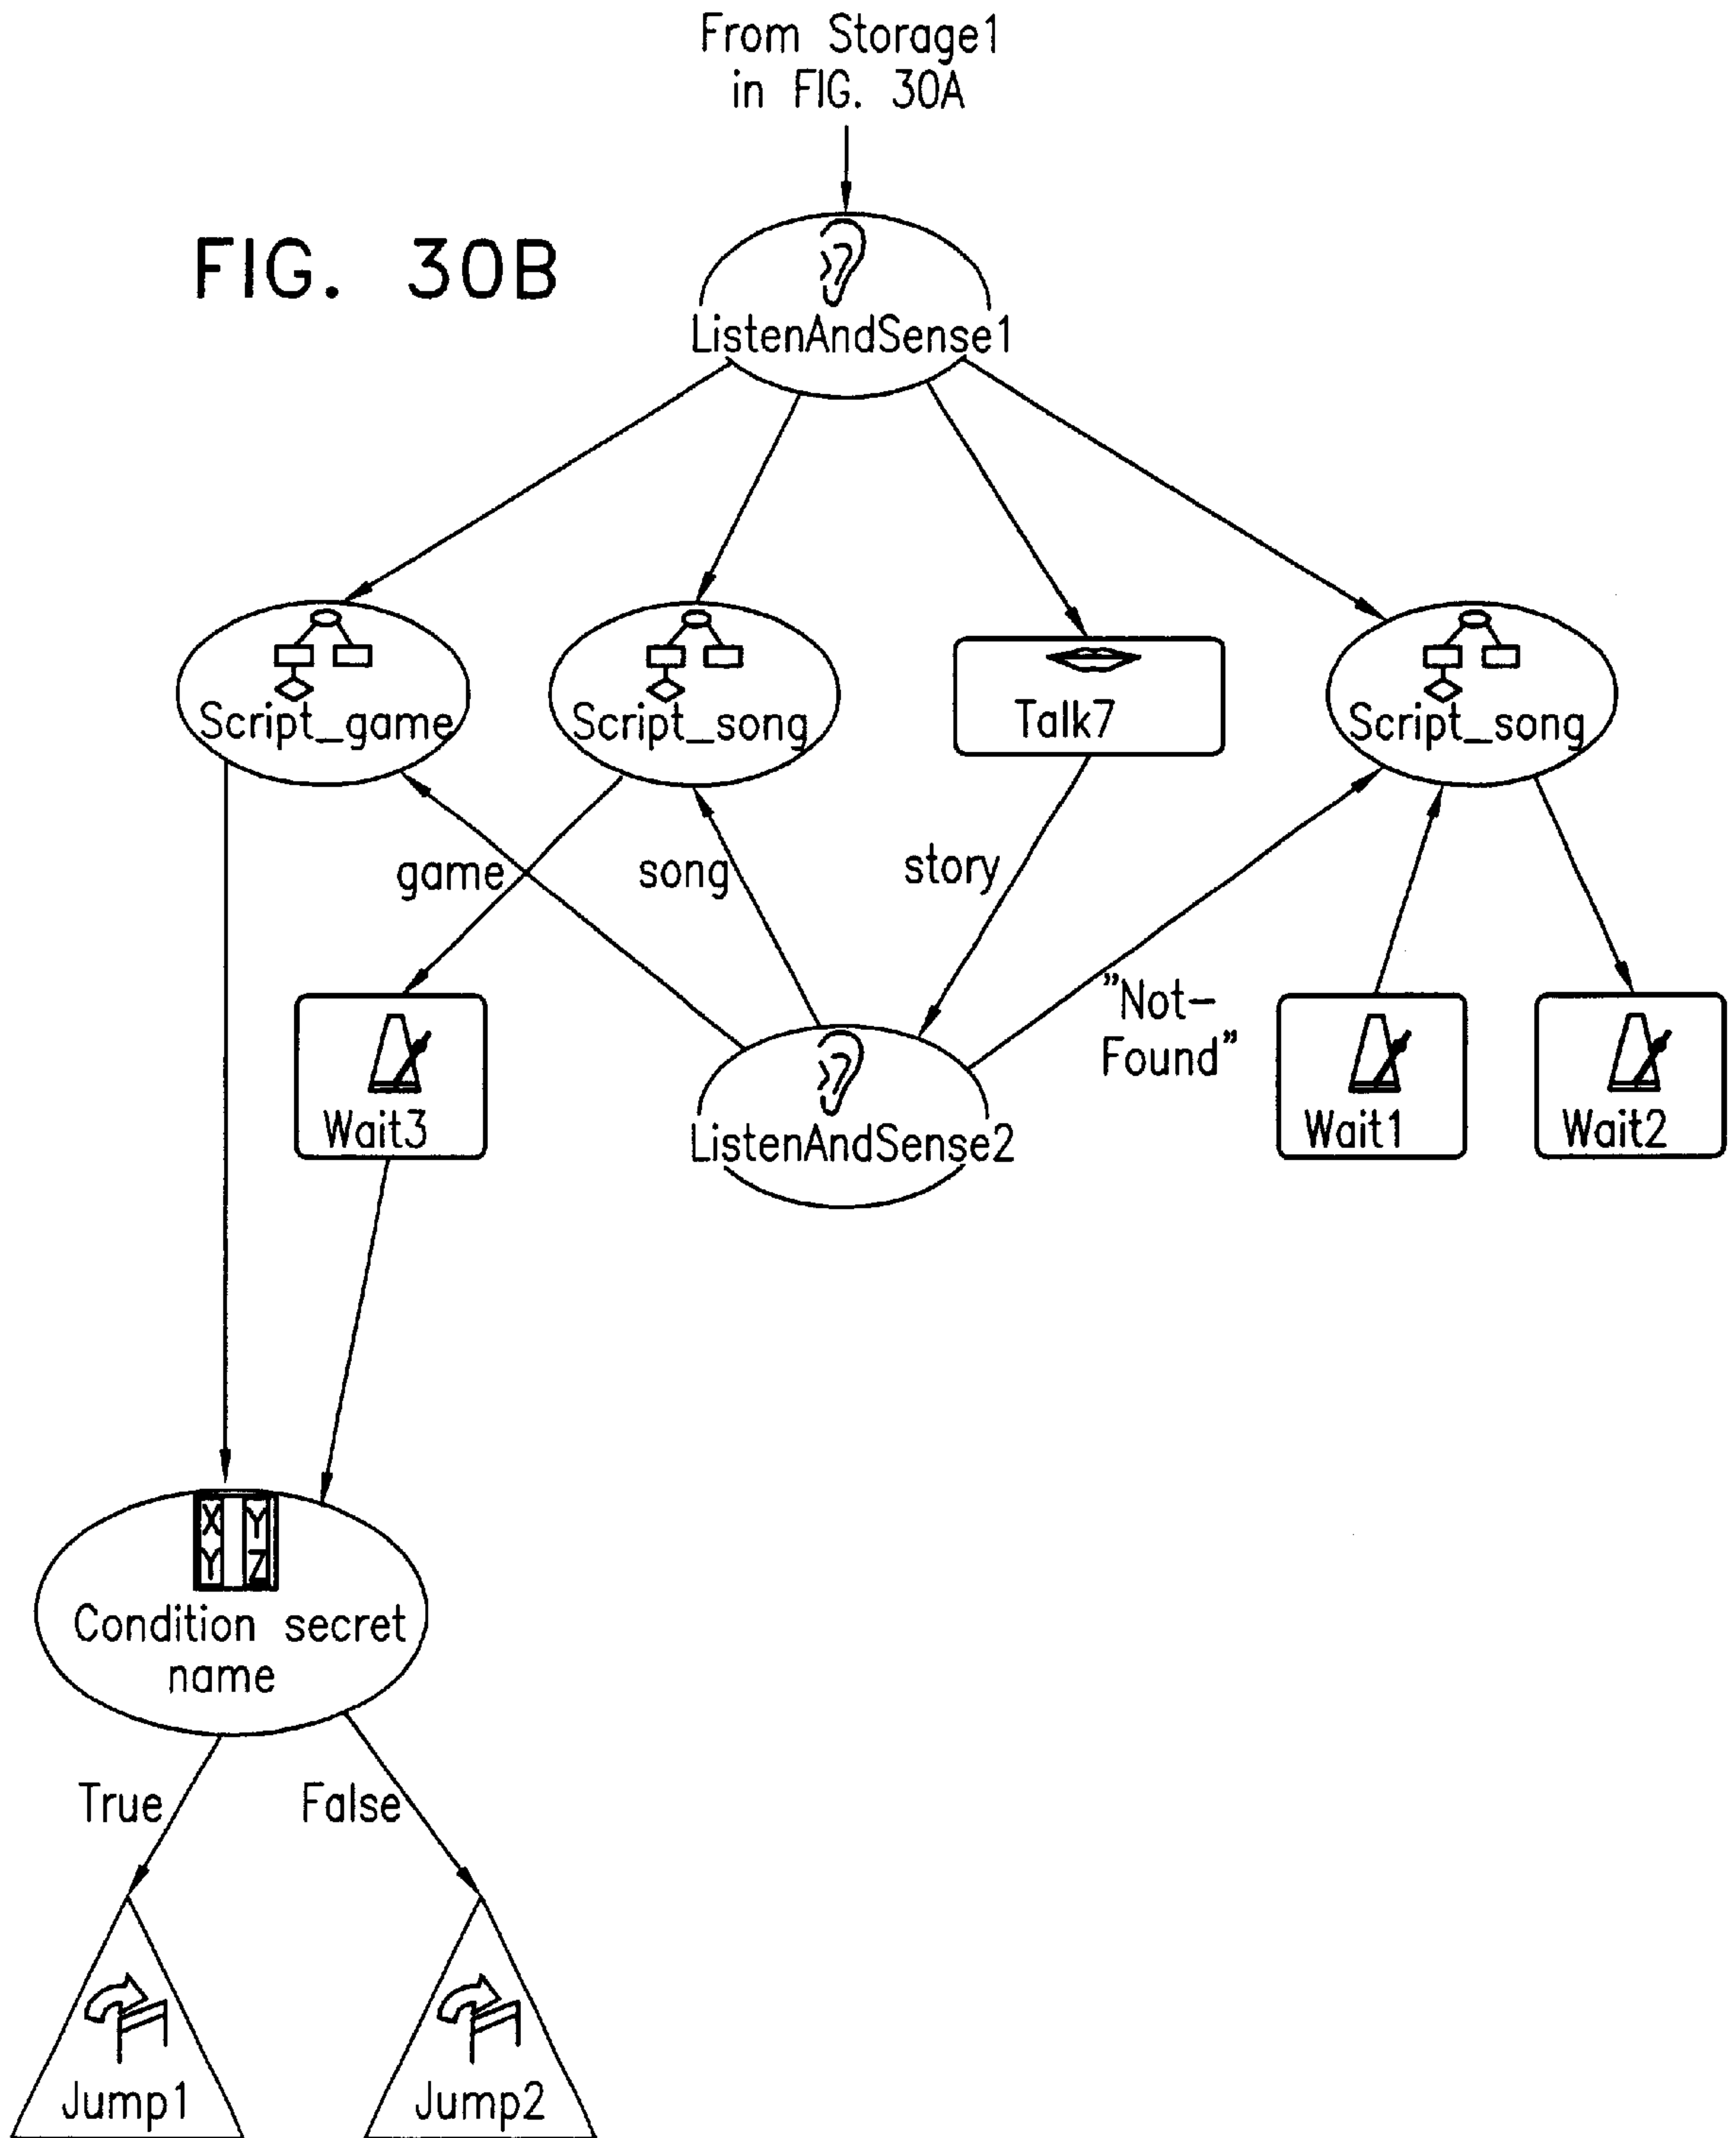 From Storage1
in FIG. 30A
FIG. 30B
ListenAndSense1
Script_game
Script_song
Talk7
Script_song
game
song
story
"Not-
Found"
Wait3
ListenAndSense2
Wait1
Wait2
X Y
Y Z
Condition secret
name
True
False
Jump1
Jump2